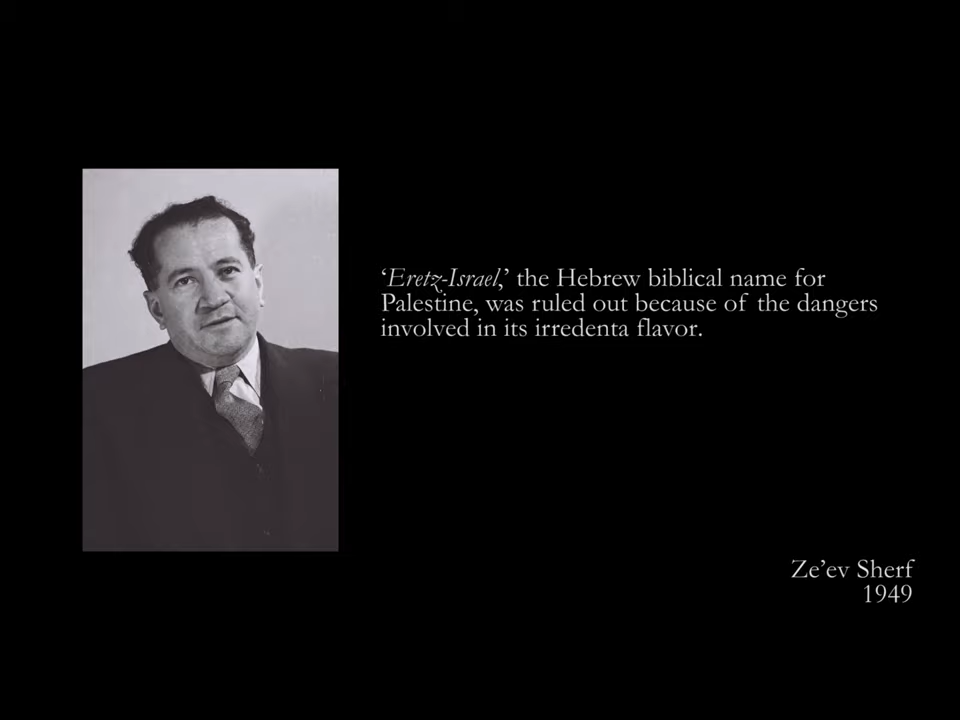 ‘Eretz-Israel,’ the Hebrew biblical name for
Palestine, was ruled out because of the dangers
involved in its irredenta flavor.
Ze’ev Sherf
1949